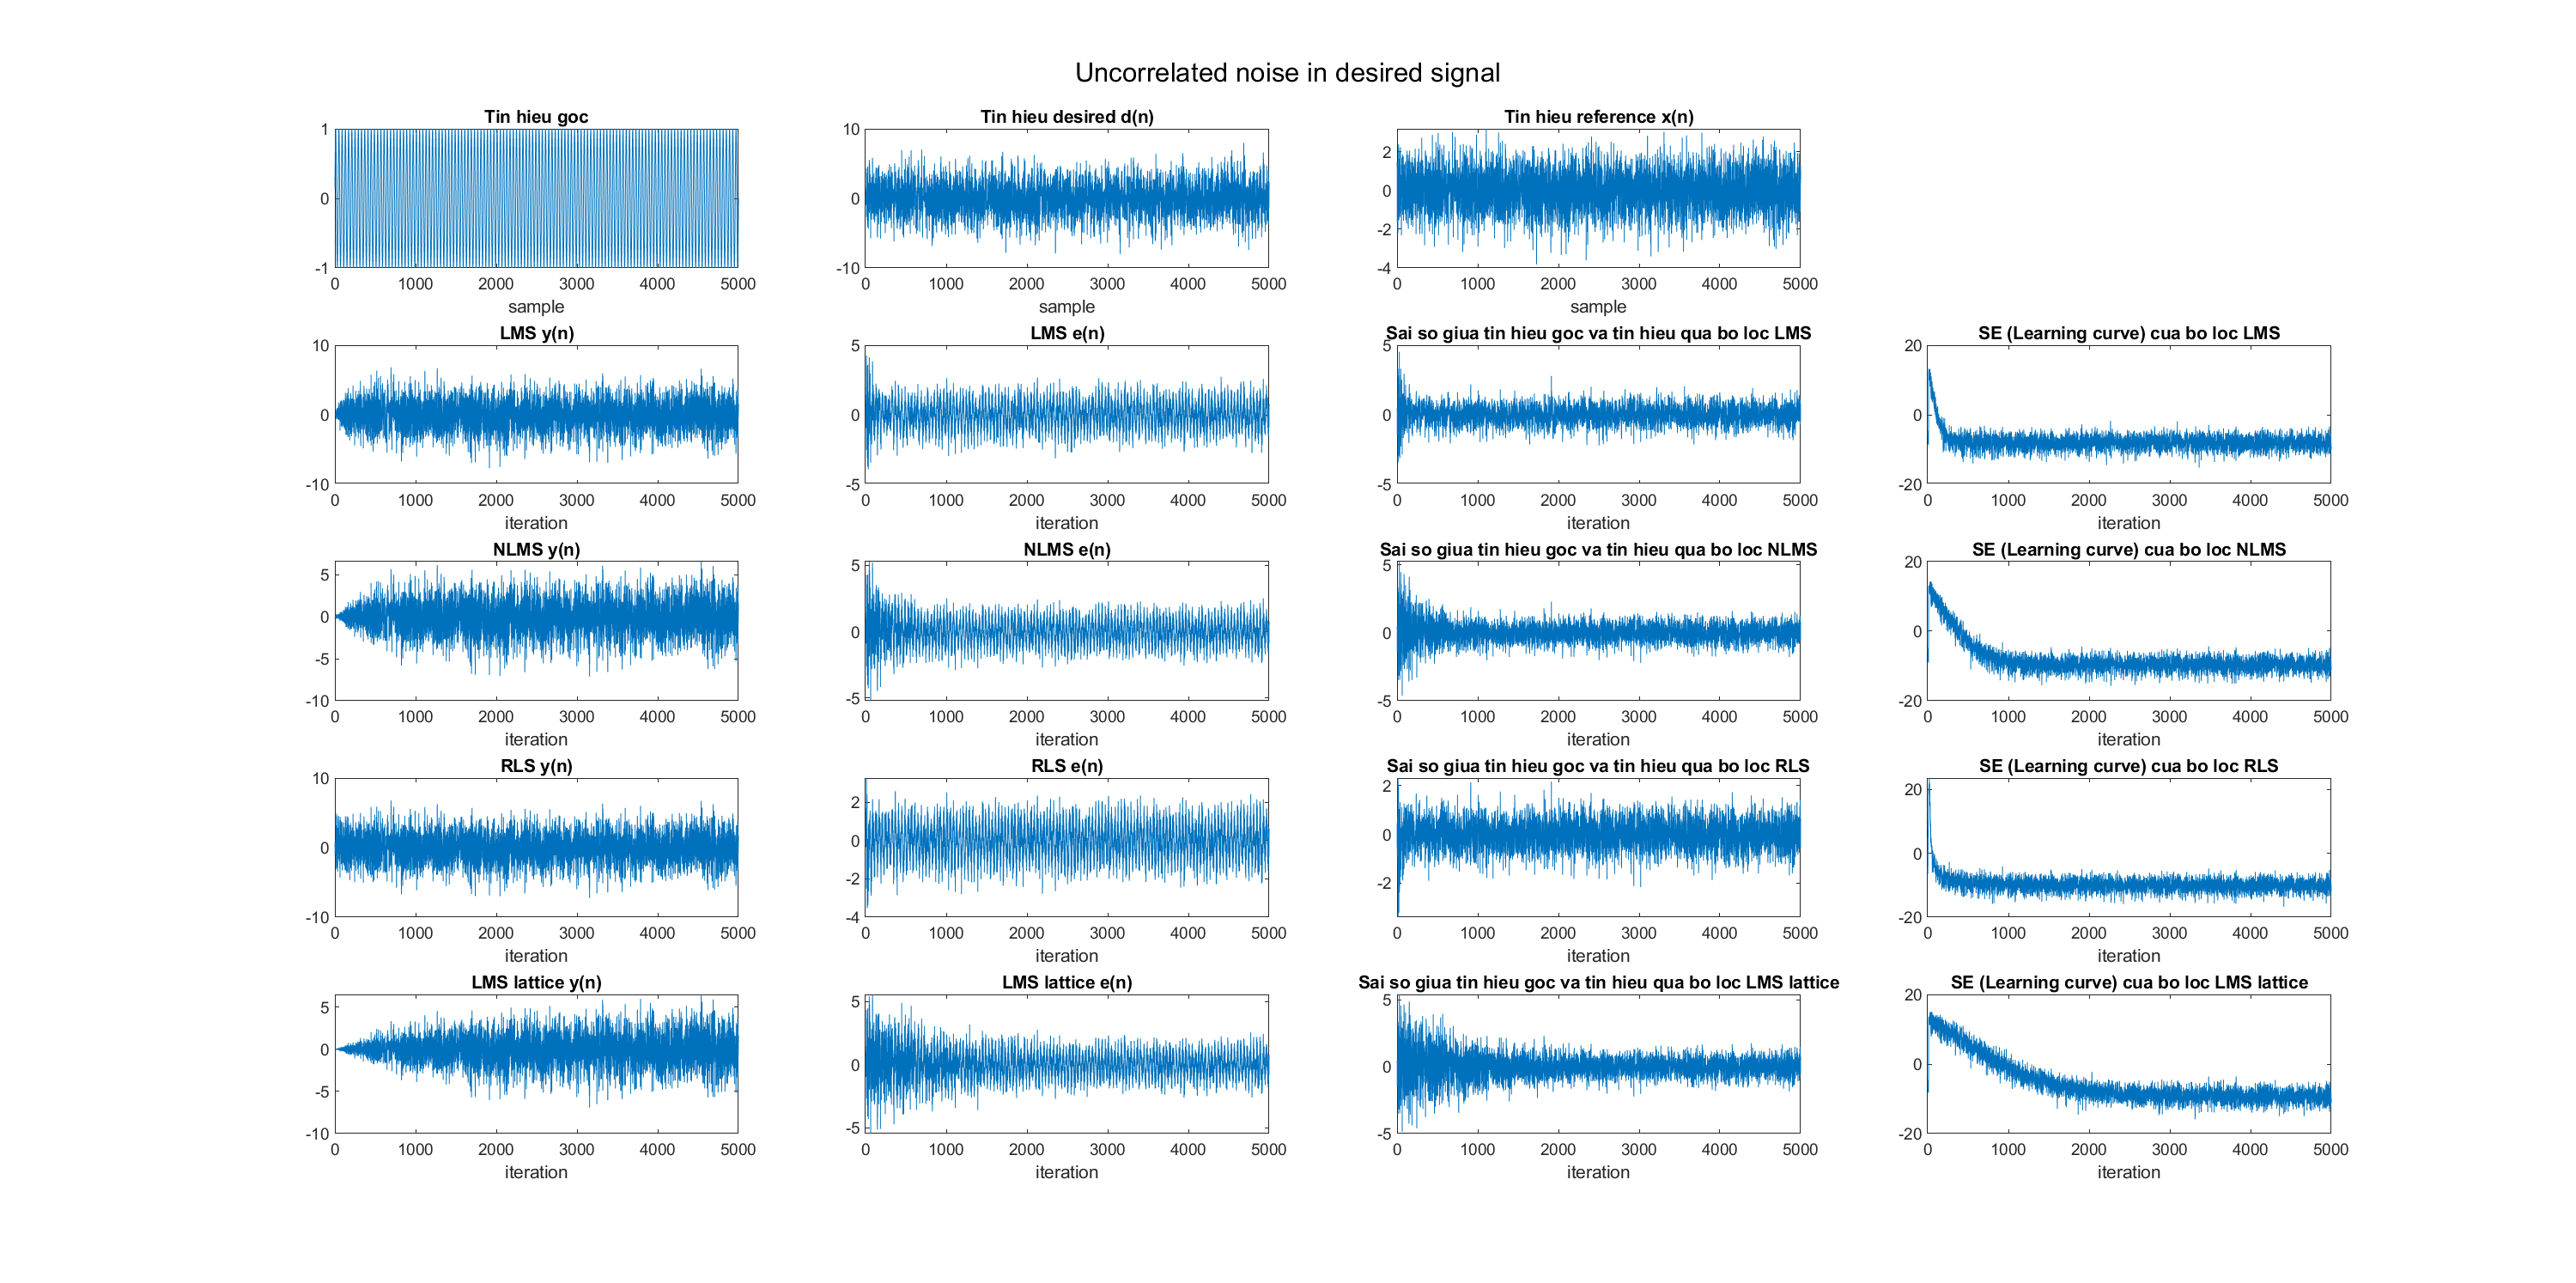 Uncorrelated noise in desired signal
Tin hieu goc
1
0
-1
0 1000 2000 3000 4000 5000
sample
Tin hieu desired d(n)
10
0
-10
0 1000 2000 3000 4000 5000
sample
Tin hieu reference x(n)
2
0
-2
-4
0 1000 2000 3000 4000 5000
sample
LMS y(n)
10
0
-10
0 1000 2000 3000 4000 5000
iteration
LMS e(n)
5
0
-5
0 1000 2000 3000 4000 5000
iteration
Sai so giua tin hieu goc va tin hieu qua bo loc LMS
5
0
-5
0 1000 2000 3000 4000 5000
iteration
SE (Learning curve) cua bo loc LMS
20
0
-20
0 1000 2000 3000 4000 5000
iteration
NLMS y(n)
5
0
-5
-10
0 1000 2000 3000 4000 5000
iteration
NLMS e(n)
5
0
-5
0 1000 2000 3000 4000 5000
iteration
Sai so giua tin hieu goc va tin hieu qua bo loc NLMS
5
0
-5
0 1000 2000 3000 4000 5000
iteration
SE (Learning curve) cua bo loc NLMS
20
0
-20
0 1000 2000 3000 4000 5000
iteration
RLS y(n)
10
0
-10
0 1000 2000 3000 4000 5000
iteration
RLS e(n)
2
0
-2
-4
0 1000 2000 3000 4000 5000
iteration
Sai so giua tin hieu goc va tin hieu qua bo loc RLS
2
0
-2
0 1000 2000 3000 4000 5000
iteration
SE (Learning curve) cua bo loc RLS
20
0
-20
0 1000 2000 3000 4000 5000
iteration
LMS lattice y(n)
5
0
-5
-10
0 1000 2000 3000 4000 5000
iteration
LMS lattice e(n)
5
0
-5
0 1000 2000 3000 4000 5000
iteration
Sai so giua tin hieu goc va tin hieu qua bo loc LMS lattice
5
0
-5
0 1000 2000 3000 4000 5000
iteration
SE (Learning curve) cua bo loc LMS lattice
20
0
-20
0 1000 2000 3000 4000 5000
iteration